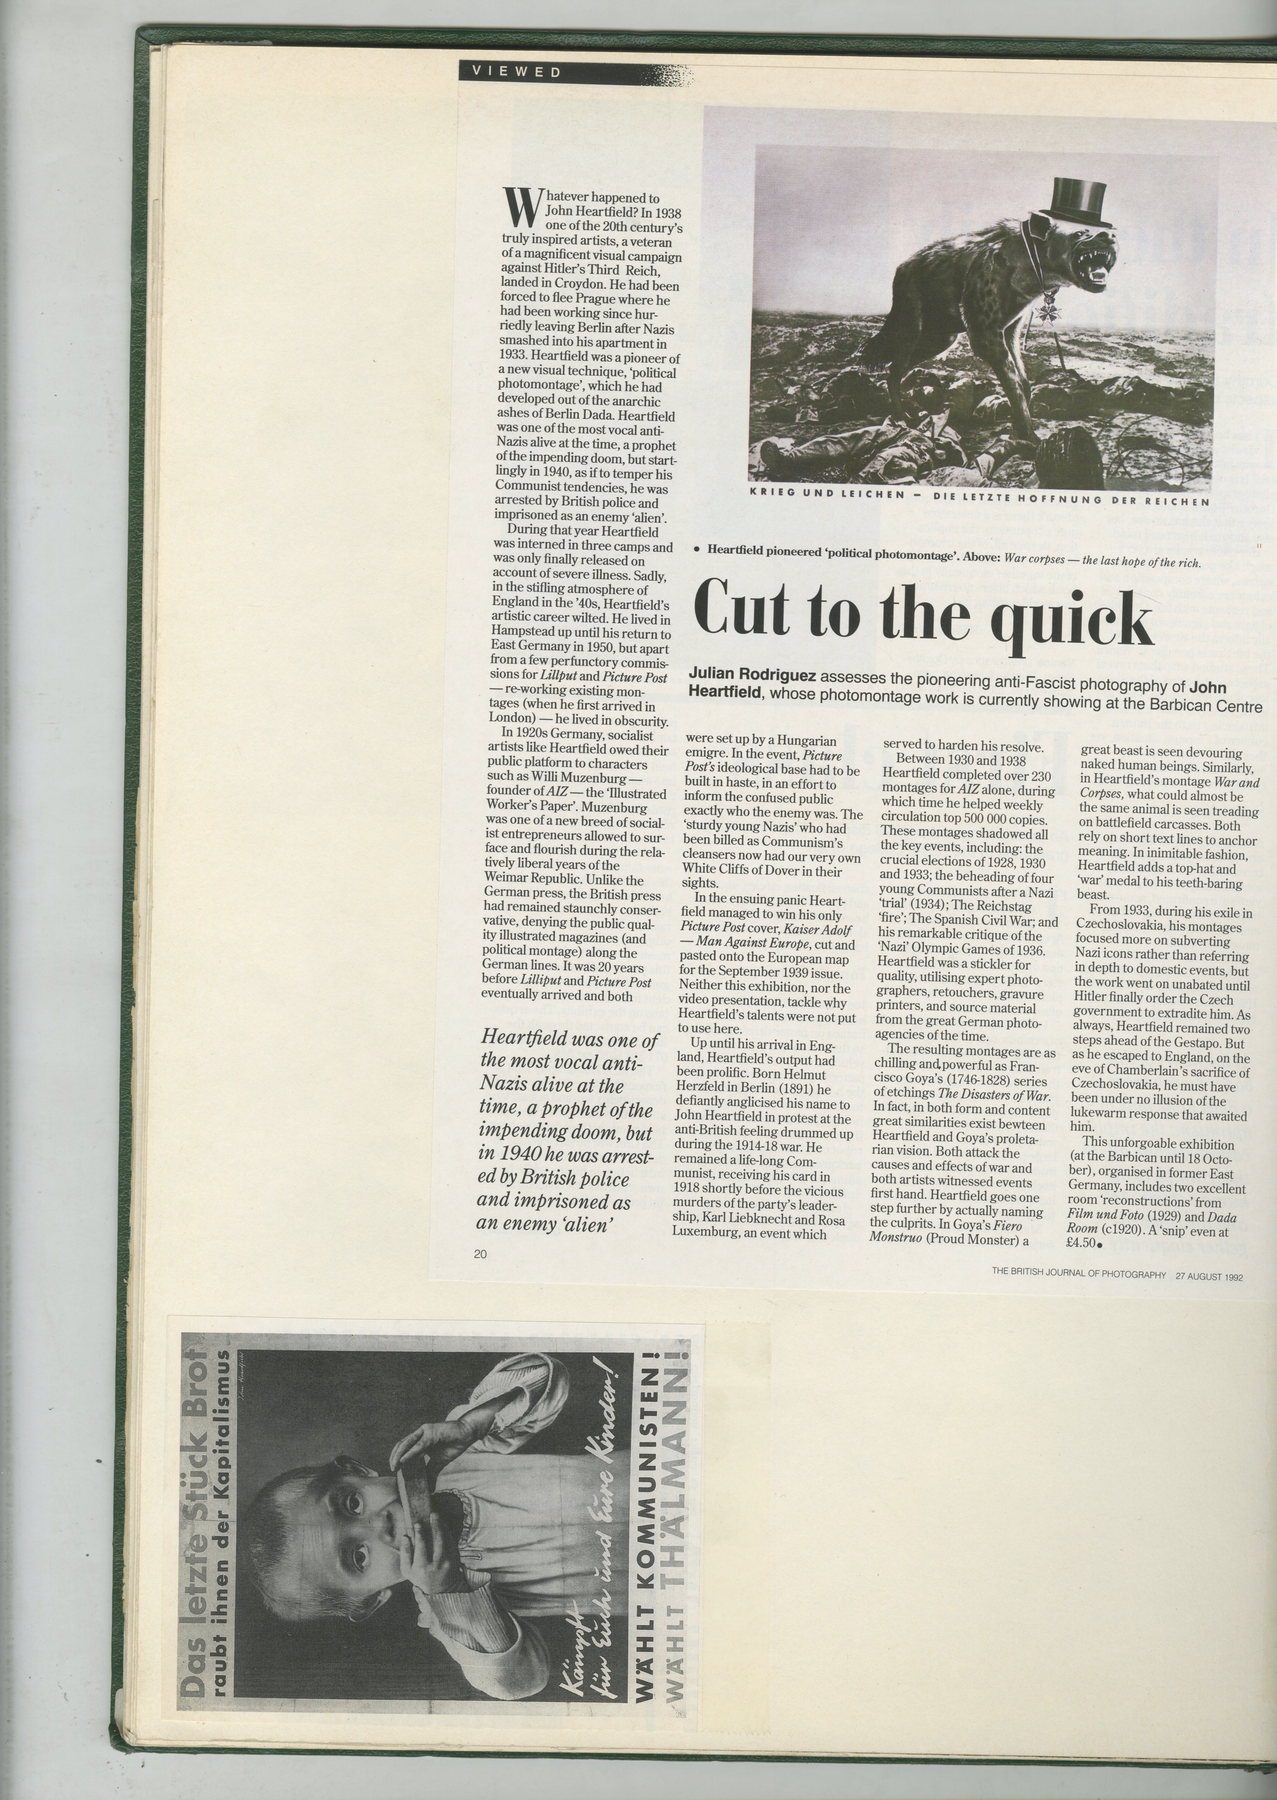 VIEWED
Whatever happened to
John Heartfield? In 1938
one of the 20th century's
truly inspired artists, a veteran
of a magnificent visual campaign
against Hitler's Third Reich,
landed in Croydon. He had been
forced to flee Prague where he
had been working since hur-
riedly leaving Berlin after Nazis
smashed into his apartment in
1933. Heartfield was a pioneer of
a new visual technique, 'political
photomontage', which he had
developed out of the anarchic
ashes of Berlin Dada. Heartfield
was one of the most vocal anti-
Nazis alive at the time, a prophet
of the impending doom, but start-
lingly in 1940, as if to temper his
Communist tendencies, he was
arrested by British police and
imprisoned as an enemy 'alien'.
During that year Heartfield
was interned in three camps and
was only finally released on
account of severe illness. Sadly,
in the stifling atmosphere of
England in the '40s, Heartfield's
artistic career wilted. He lived in
Hampstead up until his return to
East Germany in 1950, but apart
from a few perfunctory commis-
sions for Lillput and Picture Post
— re-working existing mon-
tages (when he first arrived in
London) — he lived in obscurity.
In 1920s Germany, socialist
artists like Heartfield owed their
public platform to characters
such as Willi Muzenburg —
founder of AIZ — the 'Illustrated
Worker's Paper'. Muzenburg
was one of a new breed of social-
ist entrepreneurs allowed to sur-
face and flourish during the rela-
tively liberal years of the
Weimar Republic. Unlike the
German press, the British press
had remained staunchly conser-
vative, denying the public qual-
ity illustrated magazines (and
political montage) along the
German lines. It was 20 years
before Lilliput and Picture Post
eventually arrived and both
Heartfield was one of
the most vocal anti-
Nazis alive at the
time, a prophet of the
impending doom, but
in 1940 he was arrest-
ed by British police
and imprisoned as
an enemy 'alien'
20
KRIEG UND LEICHEN – DIE LETZTE HOFFNUNG DER REICHEN
• Heartfield pioneered 'political photomontage'. Above: War corpses — the last hope of the rich.
Cut to the quick
Julian Rodriguez assesses the pioneering anti-Fascist photography of John
Heartfield, whose photomontage work is currently showing at the Barbican Centre
were set up by a Hungarian
emigre. In the event, Picture
Post's ideological base had to be
built in haste, in an effort to
inform the confused public
exactly who the enemy was. The
'sturdy young Nazis' who had
been billed as Communism's
cleansers now had our very own
White Cliffs of Dover in their
sights.
In the ensuing panic Heart-
field managed to win his only
Picture Post cover, Kaiser Adolf
— Man Against Europe, cut and
pasted onto the European map
for the September 1939 issue.
Neither this exhibition, nor the
video presentation, tackle why
Heartfield's talents were not put
to use here.
Up until his arrival in Eng-
land, Heartfield's output had
been prolific. Born Helmut
Herzfeld in Berlin (1891) he
defiantly anglicised his name to
John Heartfield in protest at the
anti-British feeling drummed up
during the 1914-18 war. He
remained a life-long Com-
munist, receiving his card in
1918 shortly before the vicious
murders of the party's leader-
ship, Karl Liebknecht and Rosa
Luxemburg, an event which
served to harden his resolve.
Between 1930 and 1938
Heartfield completed over 230
montages for AIZ alone, during
which time he helped weekly
circulation top 500 000 copies.
These montages shadowed all
the key events, including: the
crucial elections of 1928, 1930
and 1933; the beheading of four
young Communists after a Nazi
'trial' (1934); The Reichstag
'fire'; The Spanish Civil War; and
his remarkable critique of the
'Nazi' Olympic Games of 1936.
Heartfield was a stickler for
quality, utilising expert photo-
graphers, retouchers, gravure
printers, and source material
from the great German photo-
agencies of the time.
The resulting montages are as
chilling and powerful as Fran-
cisco Goya's (1746-1828) series
of etchings The Disasters of War.
In fact, in both form and content
great similarities exist bewteen
Heartfield and Goya's proleta-
rian vision. Both attack the
causes and effects of war and
both artists witnessed events
first hand. Heartfield goes one
step further by actually naming
the culprits. In Goya's Fiero
Monstruo (Proud Monster) a
great beast is seen devouring
naked human beings. Similarly,
in Heartfield's montage War and
Corpses, what could almost be
the same animal is seen treading
on battlefield carcasses. Both
rely on short text lines to anchor
meaning. In inimitable fashion,
Heartfield adds a top-hat and
'war' medal to his teeth-baring
beast.
From 1933, during his exile in
Czechoslovakia, his montages
focused more on subverting
Nazi icons rather than referring
in depth to domestic events, but
the work went on unabated until
Hitler finally order the Czech
government to extradite him. As
always, Heartfield remained two
steps ahead of the Gestapo. But
as he escaped to England, on the
eve of Chamberlain's sacrifice of
Czechoslovakia, he must have
been under no illusion of the
lukewarm response that awaited
him.
This unforgoable exhibition
(at the Barbican until 18 Octo-
ber), organised in former East
Germany, includes two excellent
room 'reconstructions' from
Film und Foto (1929) and Dada
Room (c1920). A 'snip' even at
£4.50●
THE BRITISH JOURNAL OF PHOTOGRAPHY 27 AUGUST 1992
Das letzte Stück Brot
raubt ihnen der Kapitalismus
John Heartfield
Kämpft
für Euch und Eure Kinder!
WÄHLT KOMMUNISTEN!
WÄHLT THÄLMANN!